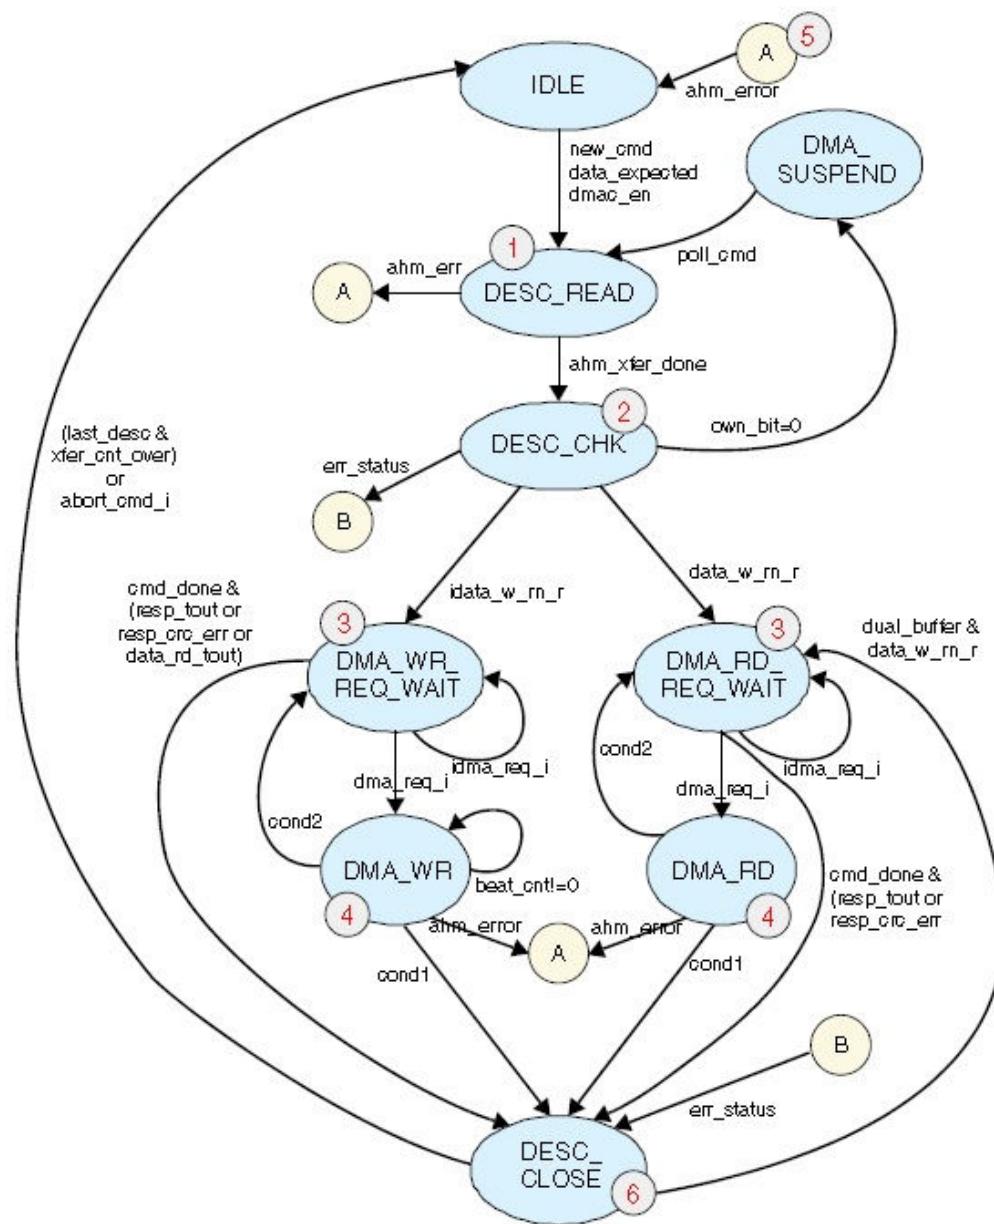 A
5
IDLE
ahm_error
new_cmd
data_expected
dmac_en
DMA_
SUSPEND
1
poll_cmd
A
ahm_err
DESC_READ
ahm_xfer_done
2
DESC_CHK
own_bit=0
(last_desc &
xfer_cnt_over)
or
abort_cmd_i
err_status
B
cmd_done &
(resp_tout or
resp_crc_err or
data_rd_tout)
idata_w_rn_r
data_w_rn_r
3
DMA_WR_
REQ_WAIT
3
DMA_RD_
REQ_WAIT
dual_buffer &
data_w_rn_r
idma_req_i
dma_req_i
cond2
cond2
idma_req_i
dma_req_i
DMA_WR
beat_cnt!=0
4
DMA_RD
4
cmd_done &
(resp_tout or
resp_crc_err
ahm_error
A
ahm_error
cond1
cond1
B
err_status
DESC_
CLOSE
6